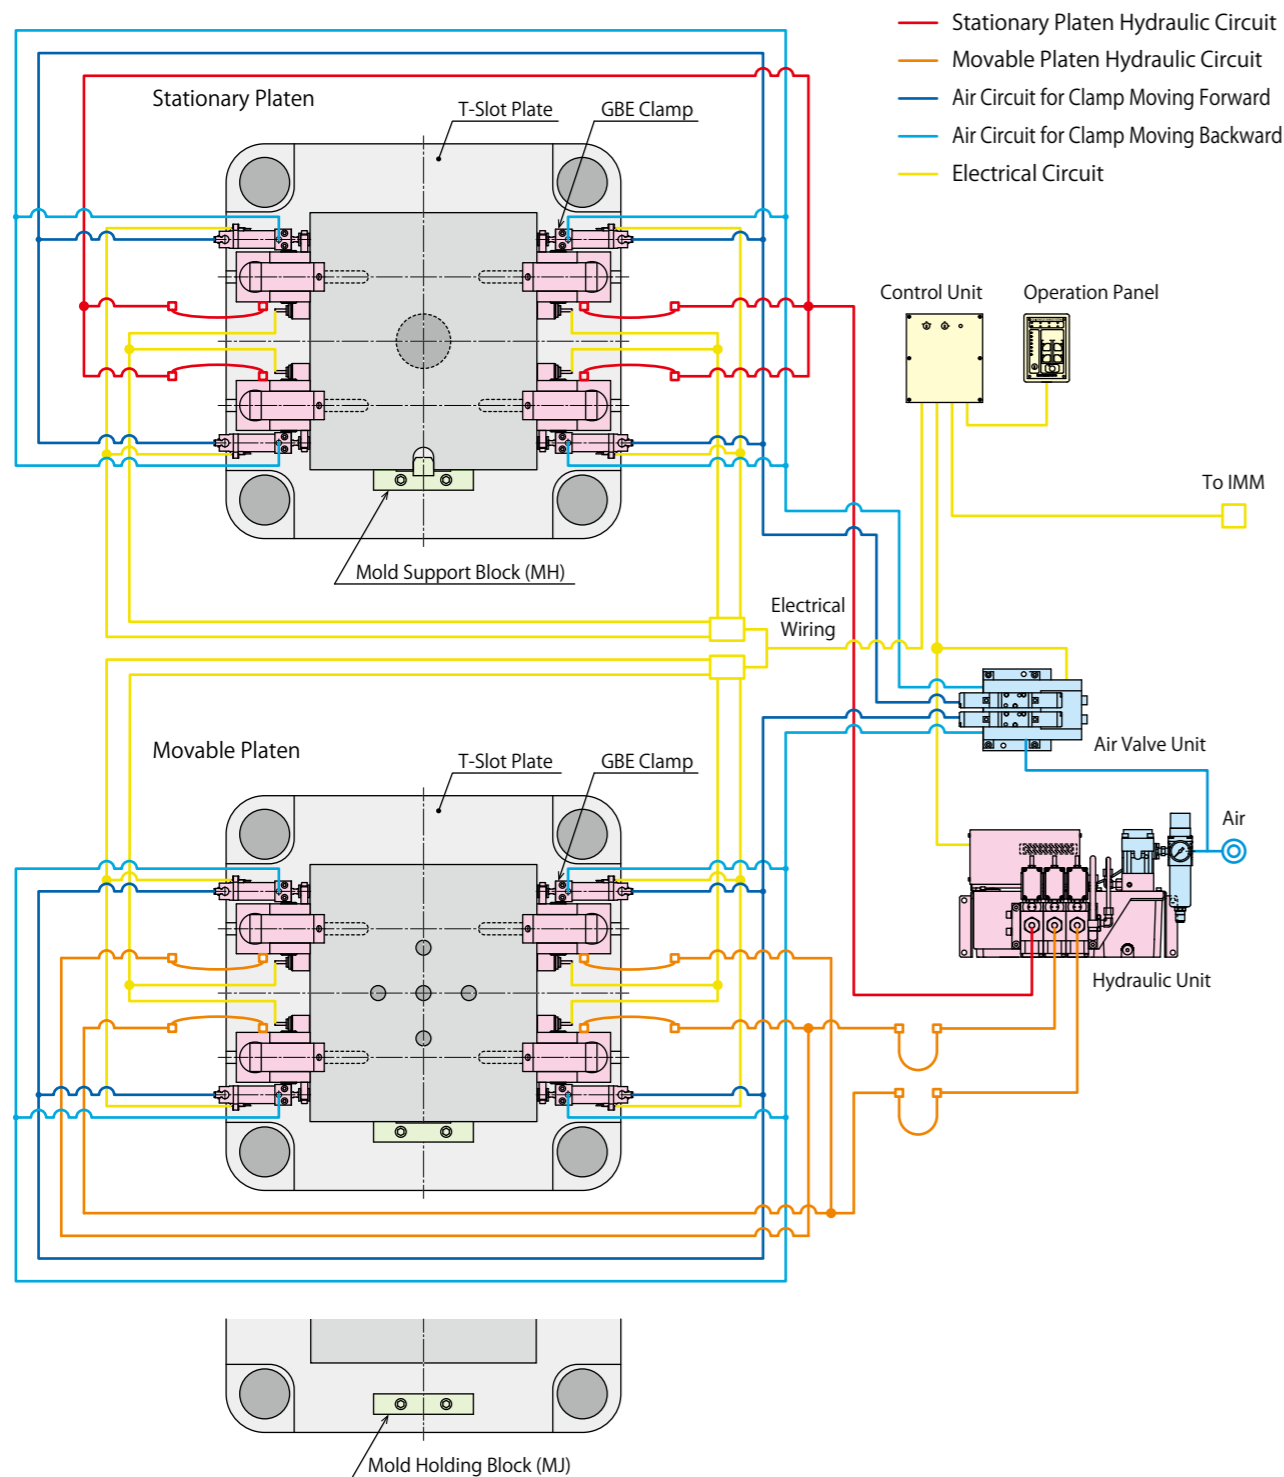 Stationary Platen Hydraulic Circuit
Movable Platen Hydraulic Circuit
Air Circuit for Clamp Moving Forward
Air Circuit for Clamp Moving Backward
Electrical Circuit
Stationary Platen
T-Slot Plate
GBE Clamp
Control Unit
Operation Panel
To IMM
Mold Support Block (MH)
Electrical
Wiring
Air Valve Unit
Movable Platen
T-Slot Plate
GBE Clamp
Air
Hydraulic Unit
Mold Holding Block (MJ)